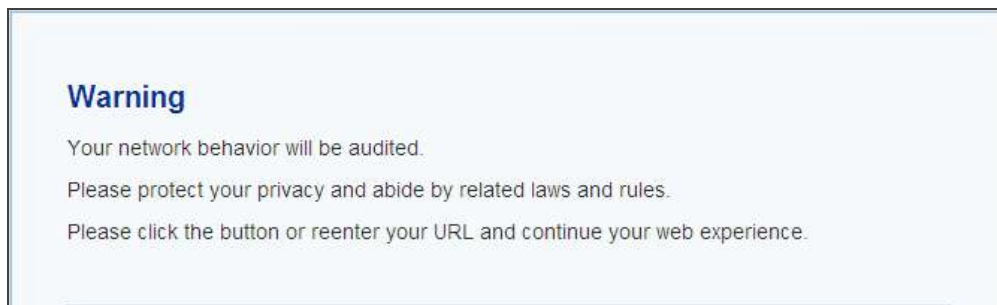 Warning
Your network behavior will be audited.
Please protect your privacy and abide by related laws and rules.
Please click the button or reenter your URL and continue your web experience.